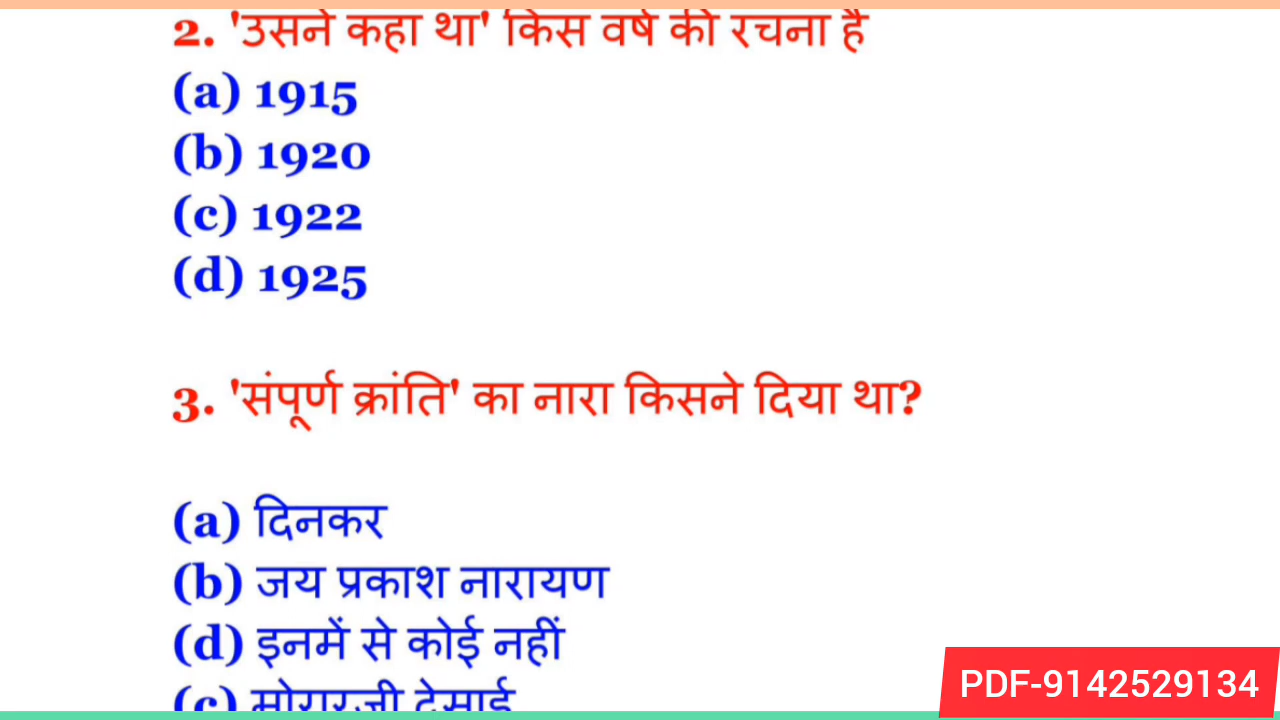 2. 'उसने कहा था' किस वर्ष की रचना है
(a) 1915
(b) 1920
(c) 1922
(d) 1925
3. 'संपूर्ण क्रांति' का नारा किसने दिया था?
(a) दिनकर
(b) जय प्रकाश नारायण
(d) इनमें से कोई नहीं
(c) मोरारजी देसाई
PDF-9142529134